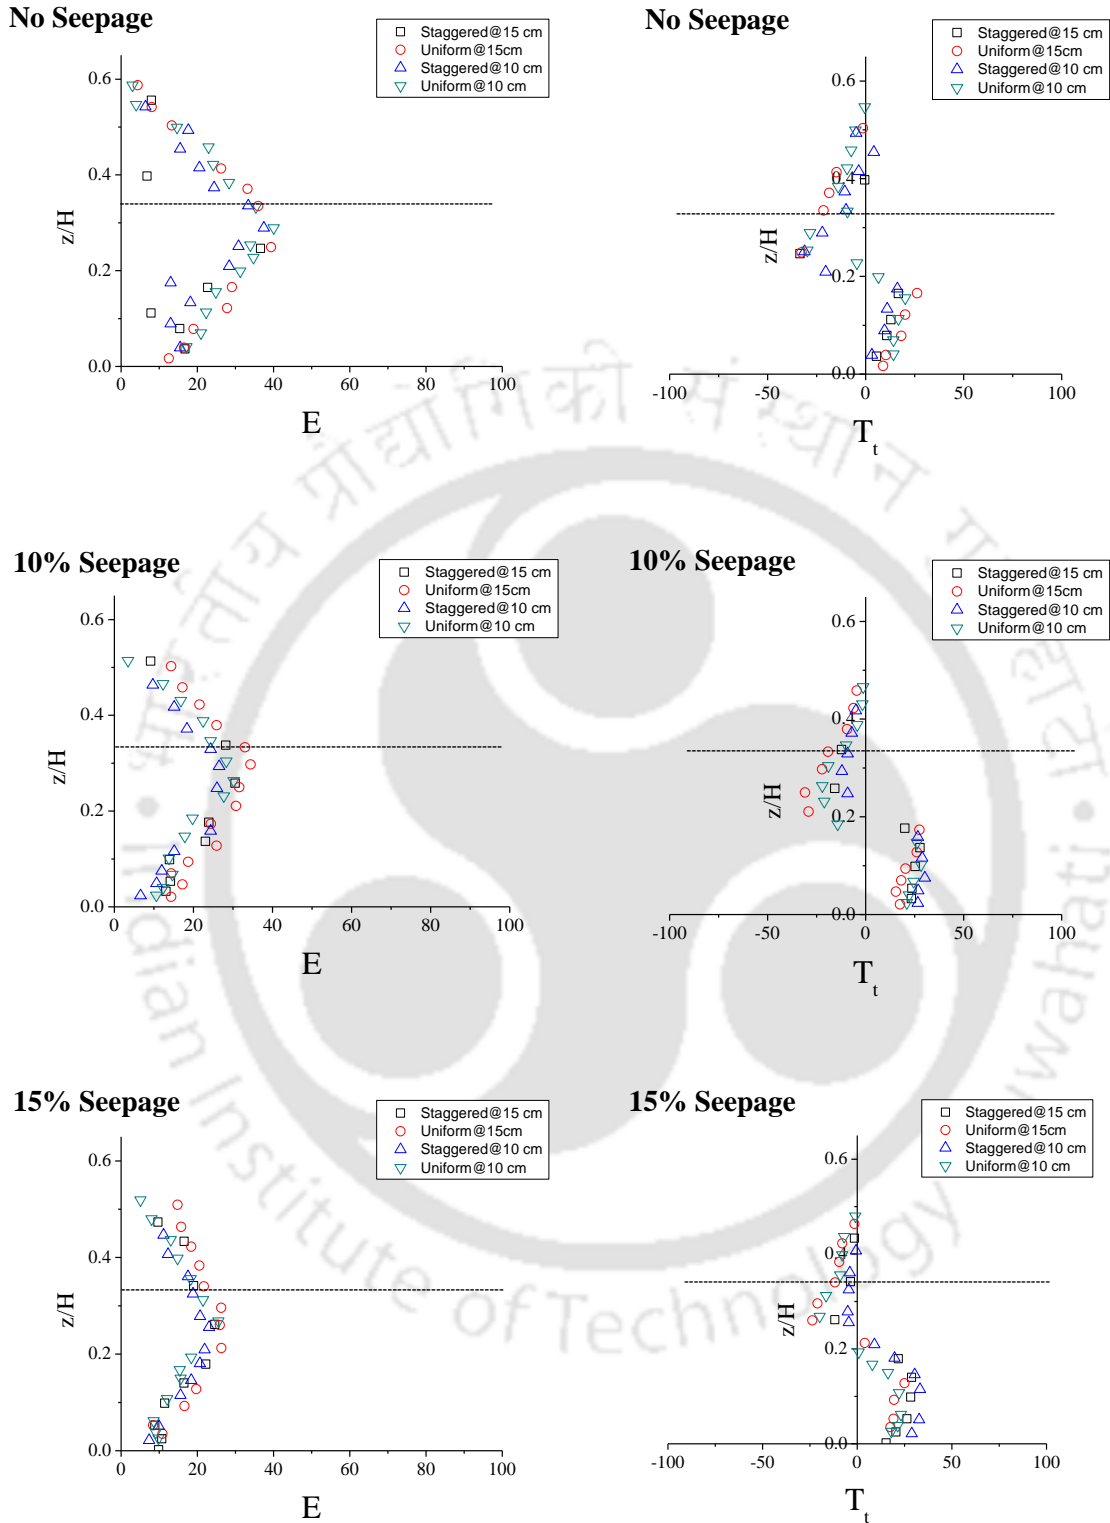 No Seepage
Staggered@15 cm
Uniform@15cm
Staggered@10 cm
Uniform@10 cm
0.6
0.4
0.2
0.0
z/H
0 20 40 60 80 100
E
No Seepage
Staggered@15 cm
Uniform@15cm
Staggered@10 cm
Uniform@10 cm
0.6
0.4
0.2
0.0
z/H
-100 -50 0 50 100
T_t
10% Seepage
Staggered@15 cm
Uniform@15cm
Staggered@10 cm
Uniform@10 cm
0.6
0.4
0.2
0.0
z/H
0 20 40 60 80 100
E
10% Seepage
Staggered@15 cm
Uniform@15cm
Staggered@10 cm
Uniform@10 cm
0.6
0.4
0.2
0.0
z/H
-100 -50 0 50 100
T_t
15% Seepage
Staggered@15 cm
Uniform@15cm
Staggered@10 cm
Uniform@10 cm
0.6
0.4
0.2
0.0
z/H
0 20 40 60 80 100
E
15% Seepage
Staggered@15 cm
Uniform@15cm
Staggered@10 cm
Uniform@10 cm
0.6
0.4
0.2
0.0
z/H
-100 -50 0 50 100
T_t
Indian Institute of Technology